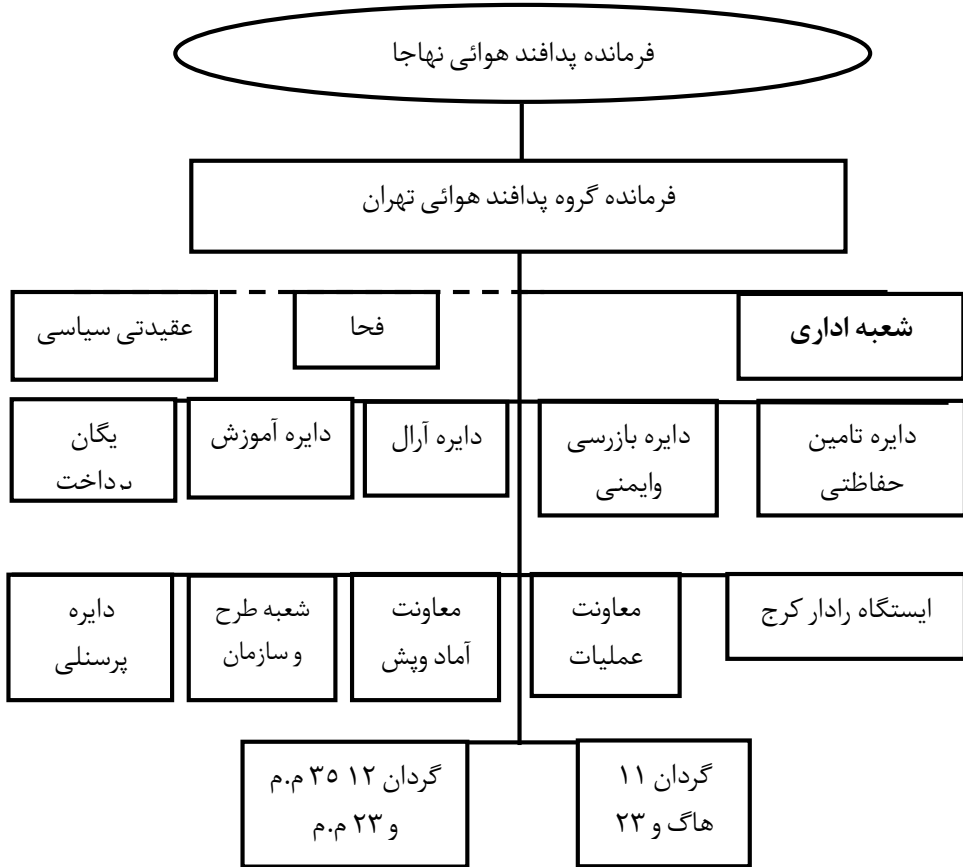 فرمانده پدافند هوائی نهاجا
فرمانده گروه پدافند هوائی تهران
شعبه اداری
فحا
عقیدتی سیاسی
دایره تامین
حفاظتی
دایره بازرسی
وایمنی
دایره آرال
دایره آموزش
یگان
پرداخت
ایستگاه رادار کرج
معاونت
عملیات
معاونت
آماد وپش
شعبه طرح
و سازمان
دایره
پرسنلی
گردان ۱۱
هاگ و ۲۳
گردان ۱۲ ۳۵ م.م
و ۲۳ م.م